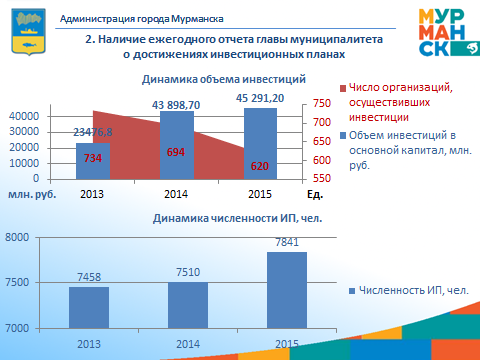 Администрация города Мурманска
МУР
МАН
СК
2. Наличие ежегодного отчета главы муниципалитета
о достижениях инвестиционных планах
Динамика объема инвестиций
43 898,70
45 291,20
23476,8
40000
30000
20000
10000
0
734
694
620
750
700
650
600
550
млн. руб.
2013
2014
2015
Ед.
Число организаций,
осуществивших
инвестиции
Объем инвестиций в
основной капитал, млн.
руб.
Динамика численности ИП, чел.
8000
7500
7000
7458
7510
7841
2013
2014
2015
Численность ИП, чел.